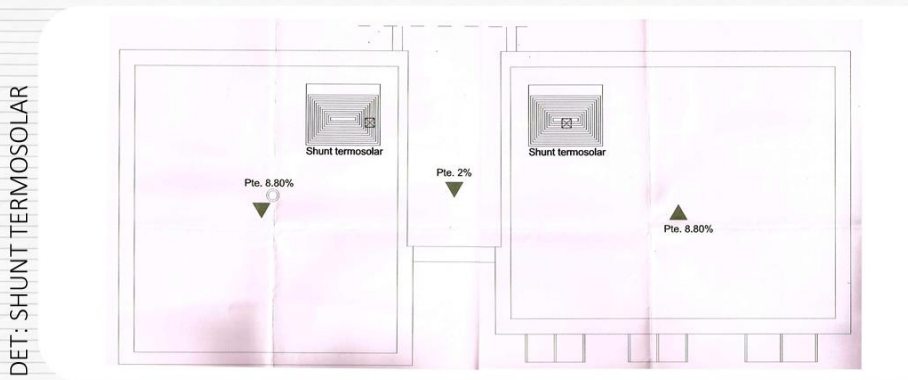 DET: SHUNT TERMOSOLAR
Shunt termosolar
Shunt termosolar
Pte. 8.80%
Pte. 2%
Pte. 8.80%